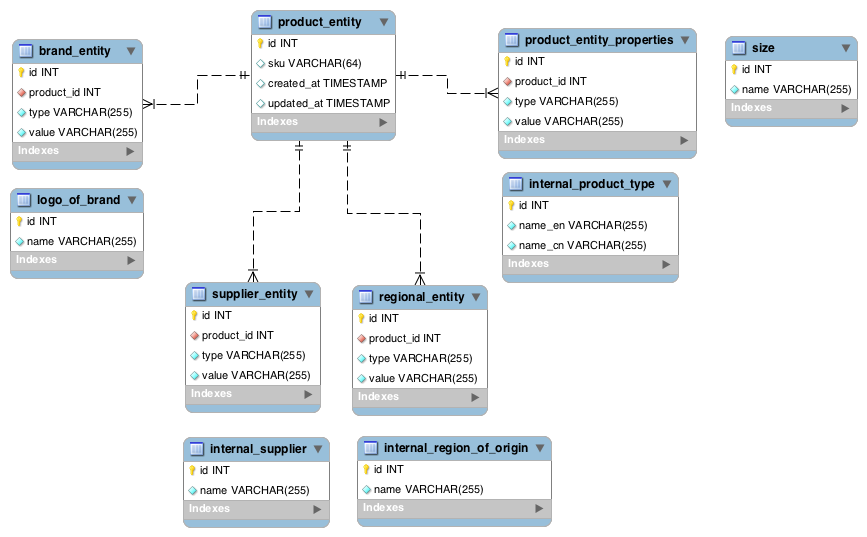 product_entity
id INT
sku VARCHAR(64)
created_at TIMESTAMP
updated_at TIMESTAMP
Indexes
brand_entity
id INT
product_id INT
type VARCHAR(255)
value VARCHAR(255)
Indexes
product_entity_properties
id INT
product_id INT
type VARCHAR(255)
value VARCHAR(255)
Indexes
size
id INT
name VARCHAR(255)
Indexes
logo_of_brand
id INT
name VARCHAR(255)
Indexes
internal_product_type
id INT
name_en VARCHAR(255)
name_cn VARCHAR(255)
Indexes
supplier_entity
id INT
product_id INT
type VARCHAR(255)
value VARCHAR(255)
Indexes
regional_entity
id INT
product_id INT
type VARCHAR(255)
value VARCHAR(255)
Indexes
internal_supplier
id INT
name VARCHAR(255)
Indexes
internal_region_of_origin
id INT
name VARCHAR(255)
Indexes